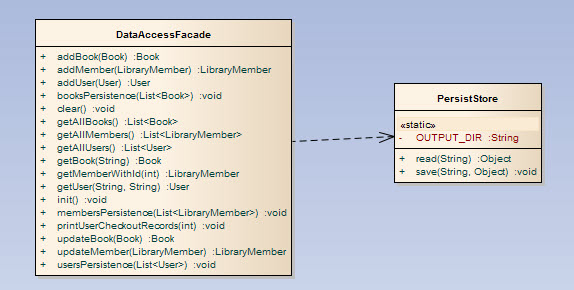 DataAccessFacade
+ addBook(Book) :Book
+ addMember(LibraryMember) :LibraryMember
+ addUser(User) :User
+ booksPersistence(List<Book>) :void
+ clear() :void
+ getAllBooks() :List<Book>
+ getAllMembers() :List<LibraryMember>
+ getAllUsers() :List<User>
+ getBook(String) :Book
+ getMemberWithId(int) :LibraryMember
+ getUser(String, String) :User
+ init() :void
+ membersPersistence(List<LibraryMember>) :void
+ printUserCheckoutRecords(int) :void
+ updateBook(Book) :Book
+ updateMember(LibraryMember) :LibraryMember
+ usersPersistence(List<User>) :void
PersistStore
«static»
- OUTPUT_DIR :String
+ read(String) :Object
+ save(String, Object) :void